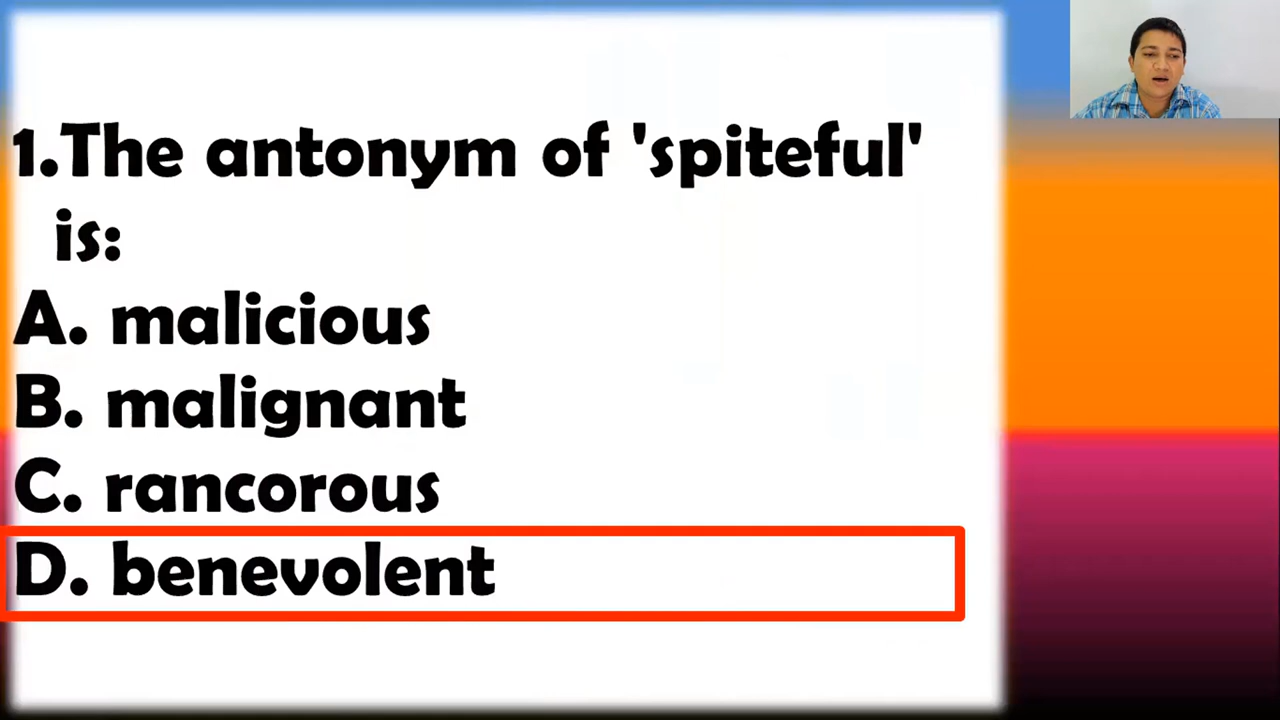 1.The antonym of 'spiteful'
is:
A. malicious
B. malignant
C. rancorous
D. benevolent